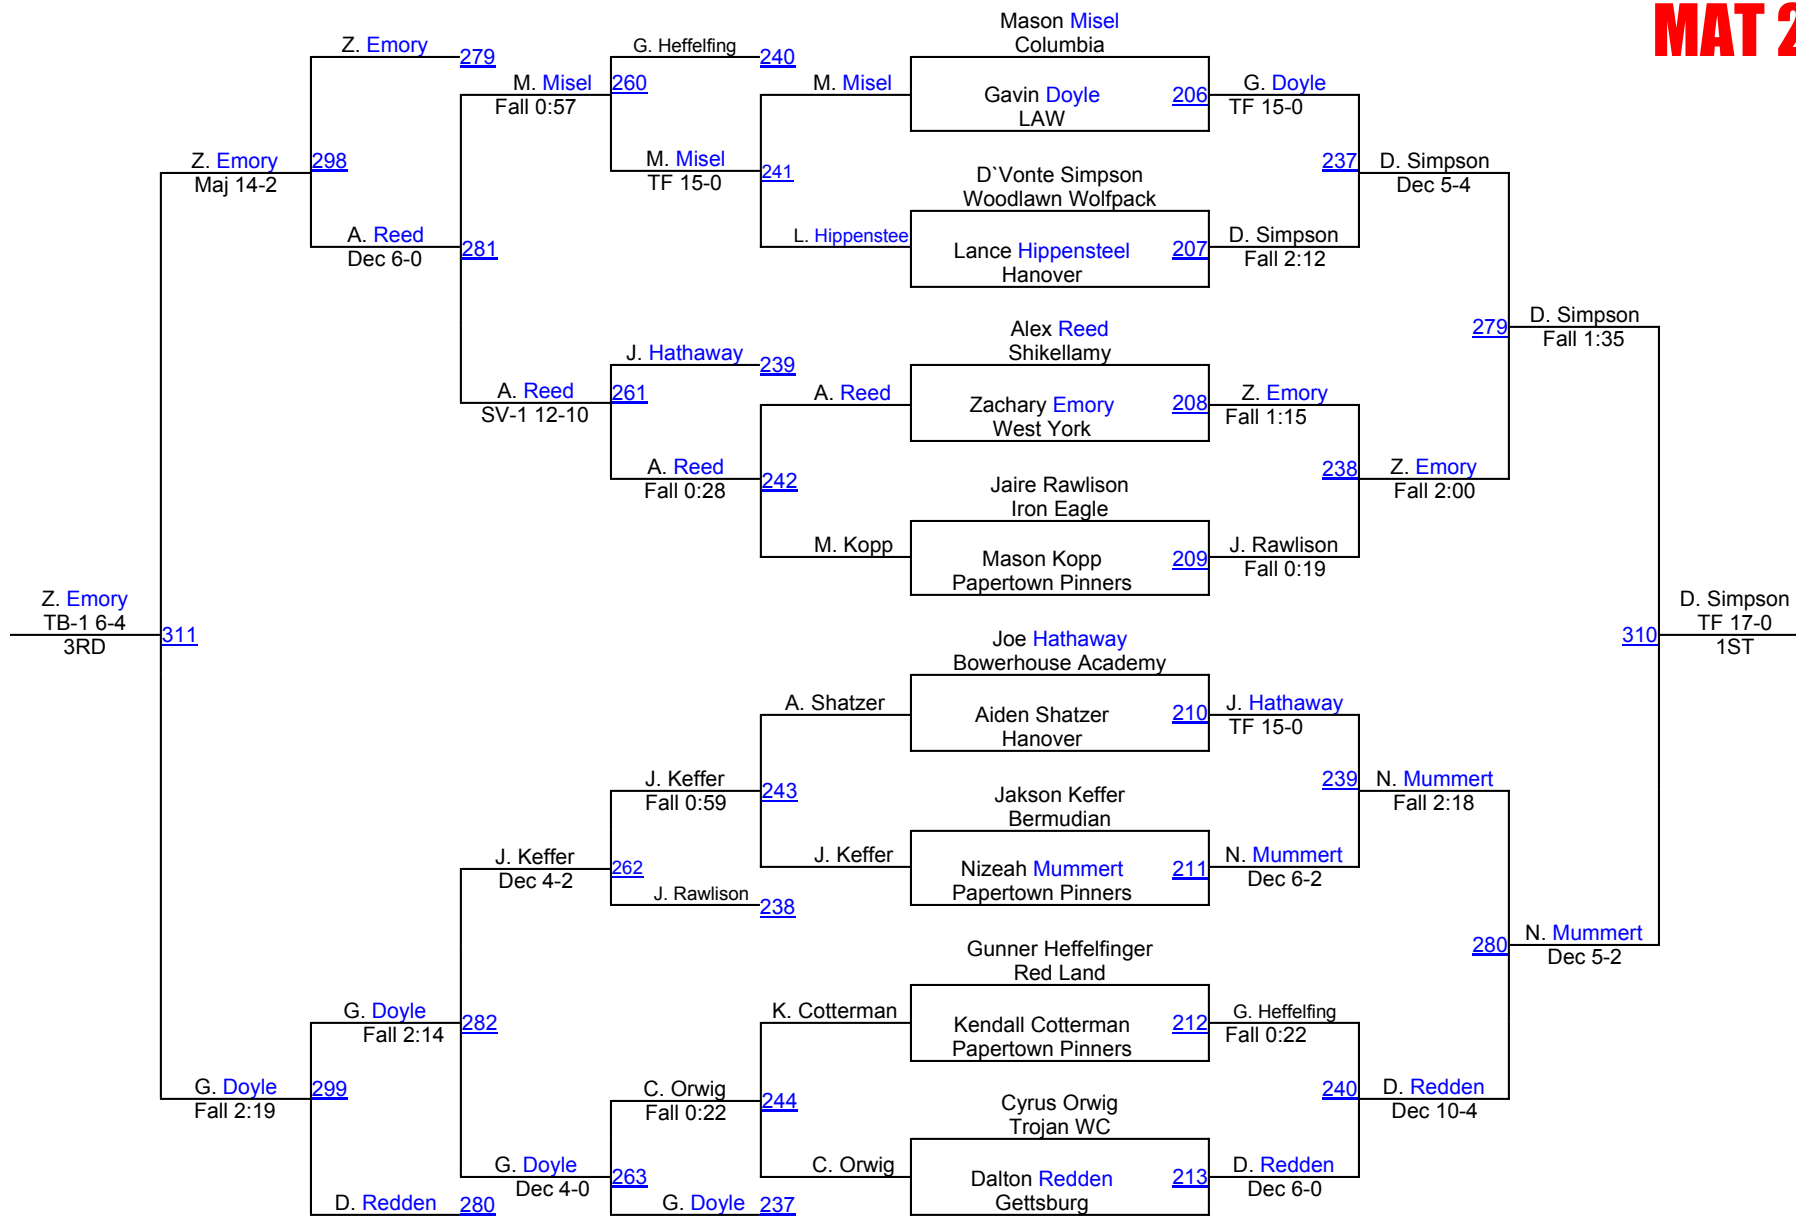 MAT 2
Mason Misel
Columbia
Z. Emory
279
G. Heffelfing
240
M. Misel
Fall 0:57
260
M. Misel
Gavin Doyle
LAW
206
G. Doyle
TF 15-0
Z. Emory
Maj 14-2
298
M. Misel
TF 15-0
241
D`Vonte Simpson
Woodlawn Wolfpack
237
D. Simpson
Dec 5-4
A. Reed
Dec 6-0
281
L. Hippenstee
Lance Hippensteel
Hanover
207
D. Simpson
Fall 2:12
Alex Reed
Shikellamy
279
D. Simpson
Fall 1:35
J. Hathaway
239
A. Reed
SV-1 12-10
261
A. Reed
Zachary Emory
West York
208
Z. Emory
Fall 1:15
A. Reed
Fall 0:28
242
Jaire Rawlison
Iron Eagle
238
Z. Emory
Fall 2:00
M. Kopp
Mason Kopp
Papertown Pinners
209
J. Rawlison
Fall 0:19
Z. Emory
TB-1 6-4
3RD
311
Joe Hathaway
Bowerhouse Academy
310
D. Simpson
TF 17-0
1ST
A. Shatzer
Aiden Shatzer
Hanover
210
J. Hathaway
TF 15-0
J. Keffer
Fall 0:59
243
Jakson Keffer
Bermudian
239
N. Mummert
Fall 2:18
J. Keffer
Dec 4-2
262
J. Keffer
Nizeah Mummert
Papertown Pinners
211
N. Mummert
Dec 6-2
J. Rawlison
238
Gunner Heffelfinger
Red Land
280
N. Mummert
Dec 5-2
G. Doyle
Fall 2:14
282
K. Cotterman
Kendall Cotterman
Papertown Pinners
212
G. Heffelfing
Fall 0:22
G. Doyle
Fall 2:19
299
C. Orwig
Fall 0:22
244
Cyrus Orwig
Trojan WC
240
D. Redden
Dec 10-4
G. Doyle
Dec 4-0
263
C. Orwig
Dalton Redden
Gettsburg
213
D. Redden
Dec 6-0
D. Redden
280
G. Doyle
237